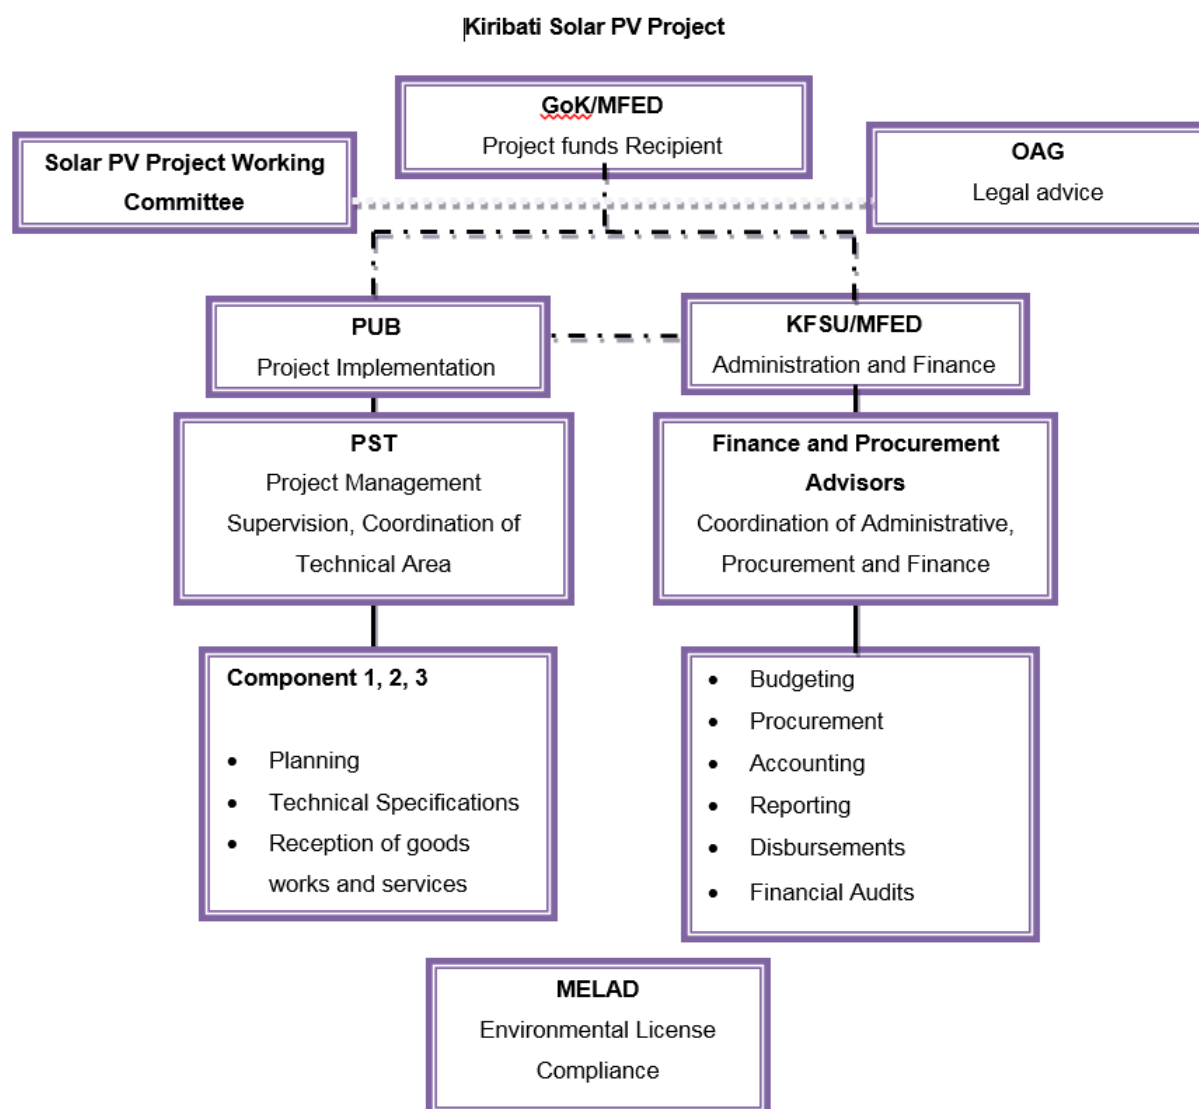 Kiribati Solar PV Project
GoK/MFED
Project funds Recipient
Solar PV Project Working
Committee
OAG
Legal advice
PUB
Project Implementation
KFSU/MFED
Administration and Finance
PST
Project Management
Supervision, Coordination of
Technical Area
Finance and Procurement
Advisors
Coordination of Administrative,
Procurement and Finance
Component 1, 2, 3
• Planning
• Technical Specifications
• Reception of goods
works and services
• Budgeting
• Procurement
• Accounting
• Reporting
• Disbursements
• Financial Audits
MELAD
Environmental License
Compliance